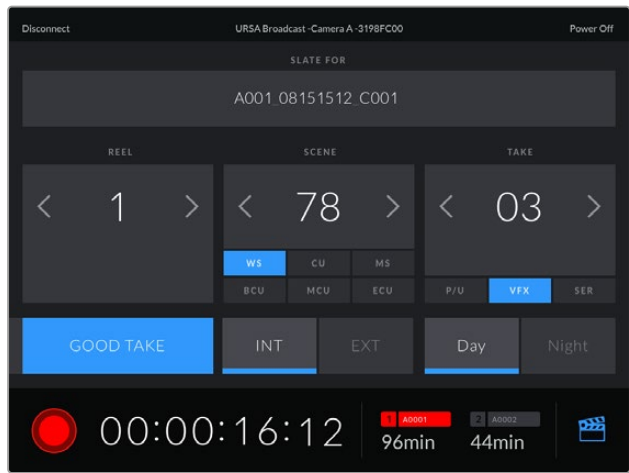 Disconnect URSA Broadcast -Camera A -3198FC00 Power Off
SLATE FOR
A001_08151512_C001
REEL SCENE TAKE
< 1 > < 78 > < 03 >
WS CU MS
BCU MCU ECU P/U VFX SER
GOOD TAKE INT EXT Day Night
00:00:16:12 1 A0001 96min 2 A0002 44min